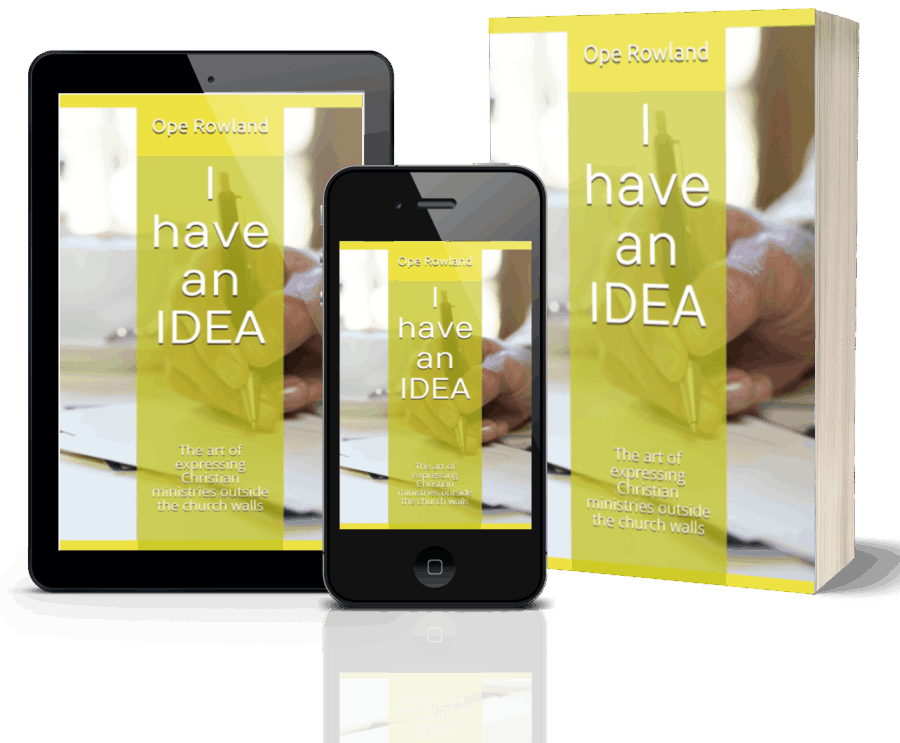 Ope Rowland
I
have
an
IDEA
The art of
expressing
Christian
ministries outside
the church walls
Ope Rowland
I
have
an
IDEA
The art of
expressing
Christian
ministries outside
the church walls
Ope Rowland
I
have
an
IDEA
The art of
expressing
Christian
ministries outside
the church walls